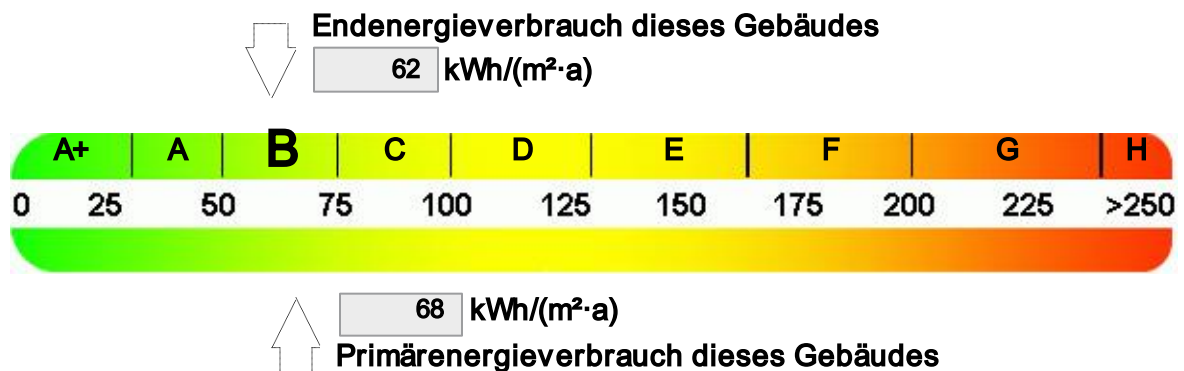 Endenergieverbrauch dieses Gebäudes
62 kWh/(m²·a)
A+ A B C D E F G H
0 25 50 75 100 125 150 175 200 225 >250
68 kWh/(m²·a)
Primärenergieverbrauch dieses Gebäudes